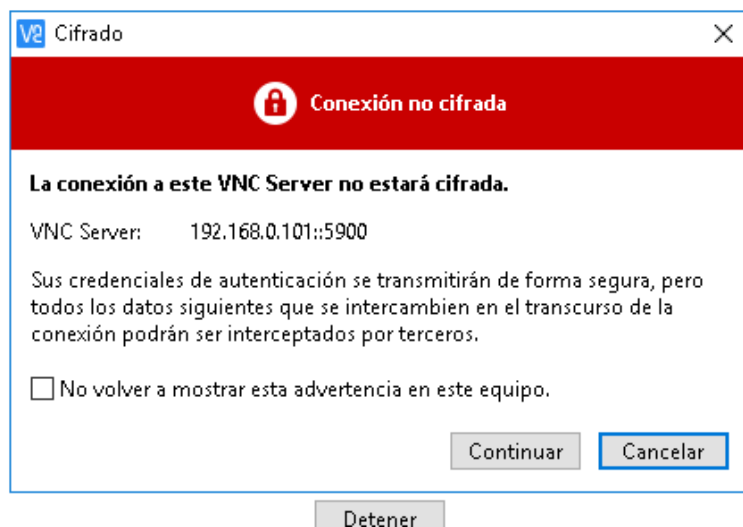 V2 Cifrado
Conexión no cifrada
La conexión a este VNC Server no estará cifrada.
VNC Server: 192.168.0.101::5900
Sus credenciales de autenticación se transmitirán de forma segura, pero
todos los datos siguientes que se intercambien en el transcurso de la
conexión podrán ser interceptados por terceros.
No volver a mostrar esta advertencia en este equipo.
Continuar Cancelar
Detener